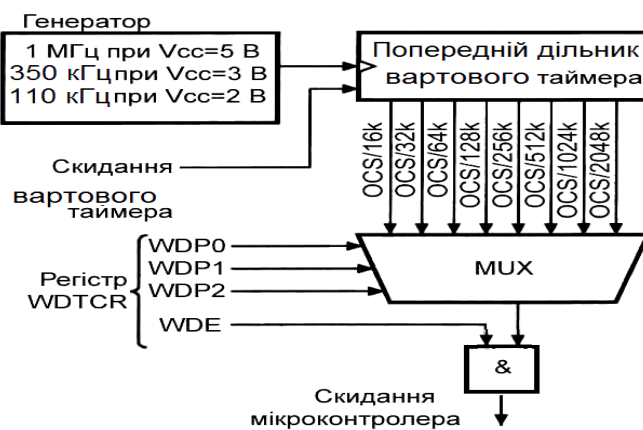 Генератор
1 МГц при Vcc=5 В
350 кГц при Vcc=3 В
110 кГц при Vcc=2 В
Попередній дільник
вартового таймера
OCS/16k
OCS/32k
OCS/64k
OCS/128k
OCS/256k
OCS/512k
OCS/1024k
OCS/2048k
Скидання
вартового
таймера
Регістр
WDTCR
WDP0
WDP1
WDP2
WDE
MUX
&
Скидання
мікроконтролера